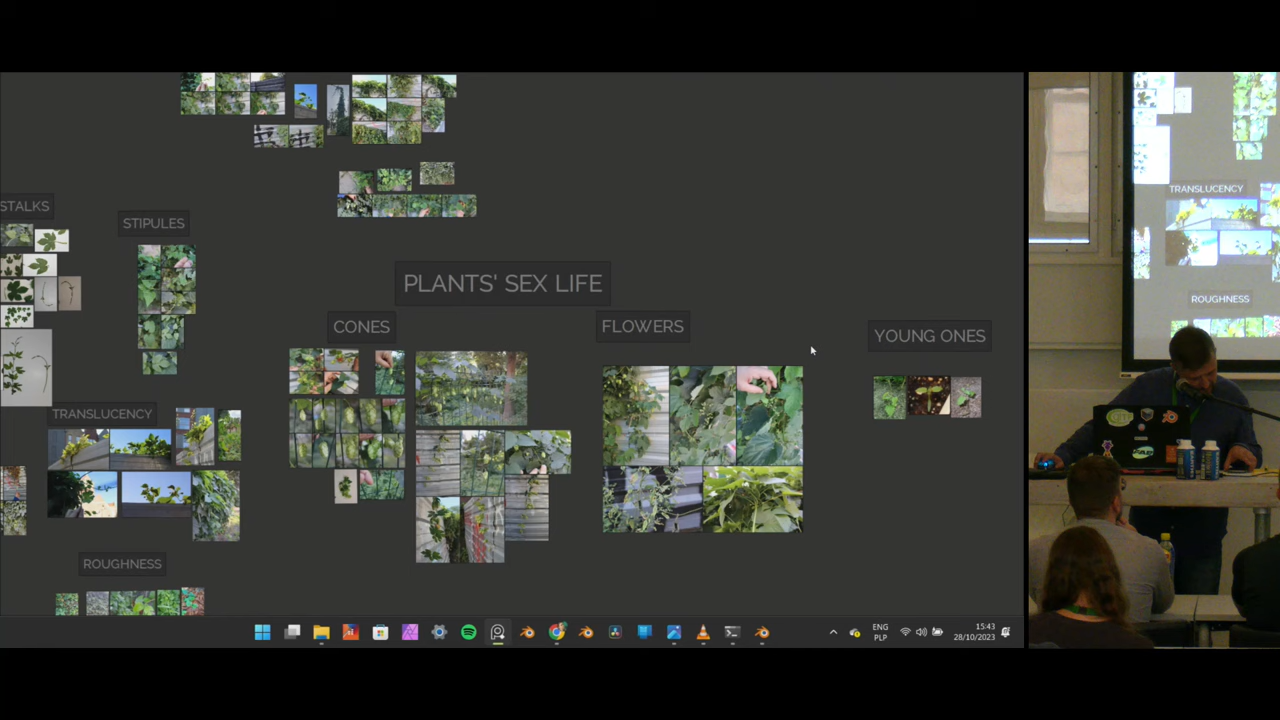 STALKS
STIPULES
PLANTS' SEX LIFE
CONES
FLOWERS
YOUNG ONES
TRANSLUCENCY
ROUGHNESS
ENG
PLP
15:43
28/10/2023
TRANSLUCENCY
ROUGHNESS